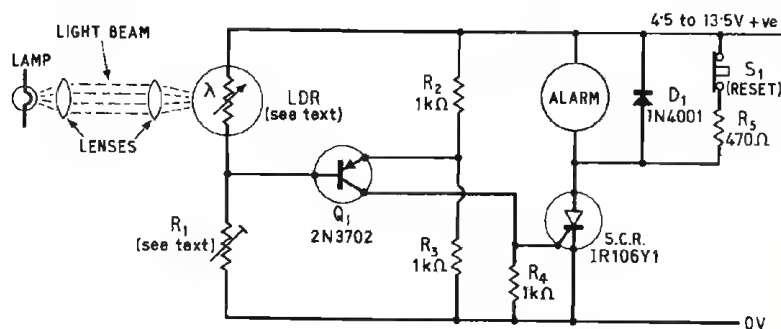 4·5 to 13·5V +ve
LIGHT BEAM
LAMP
LENSES
λ
LDR
(see text)
R2
1kΩ
ALARM
D1
1N4001
S1
(RESET)
R5
470Ω
Q1
2N3702
R1
(see text)
R3
1kΩ
R4
1kΩ
S.C.R.
IR106Y1
0V